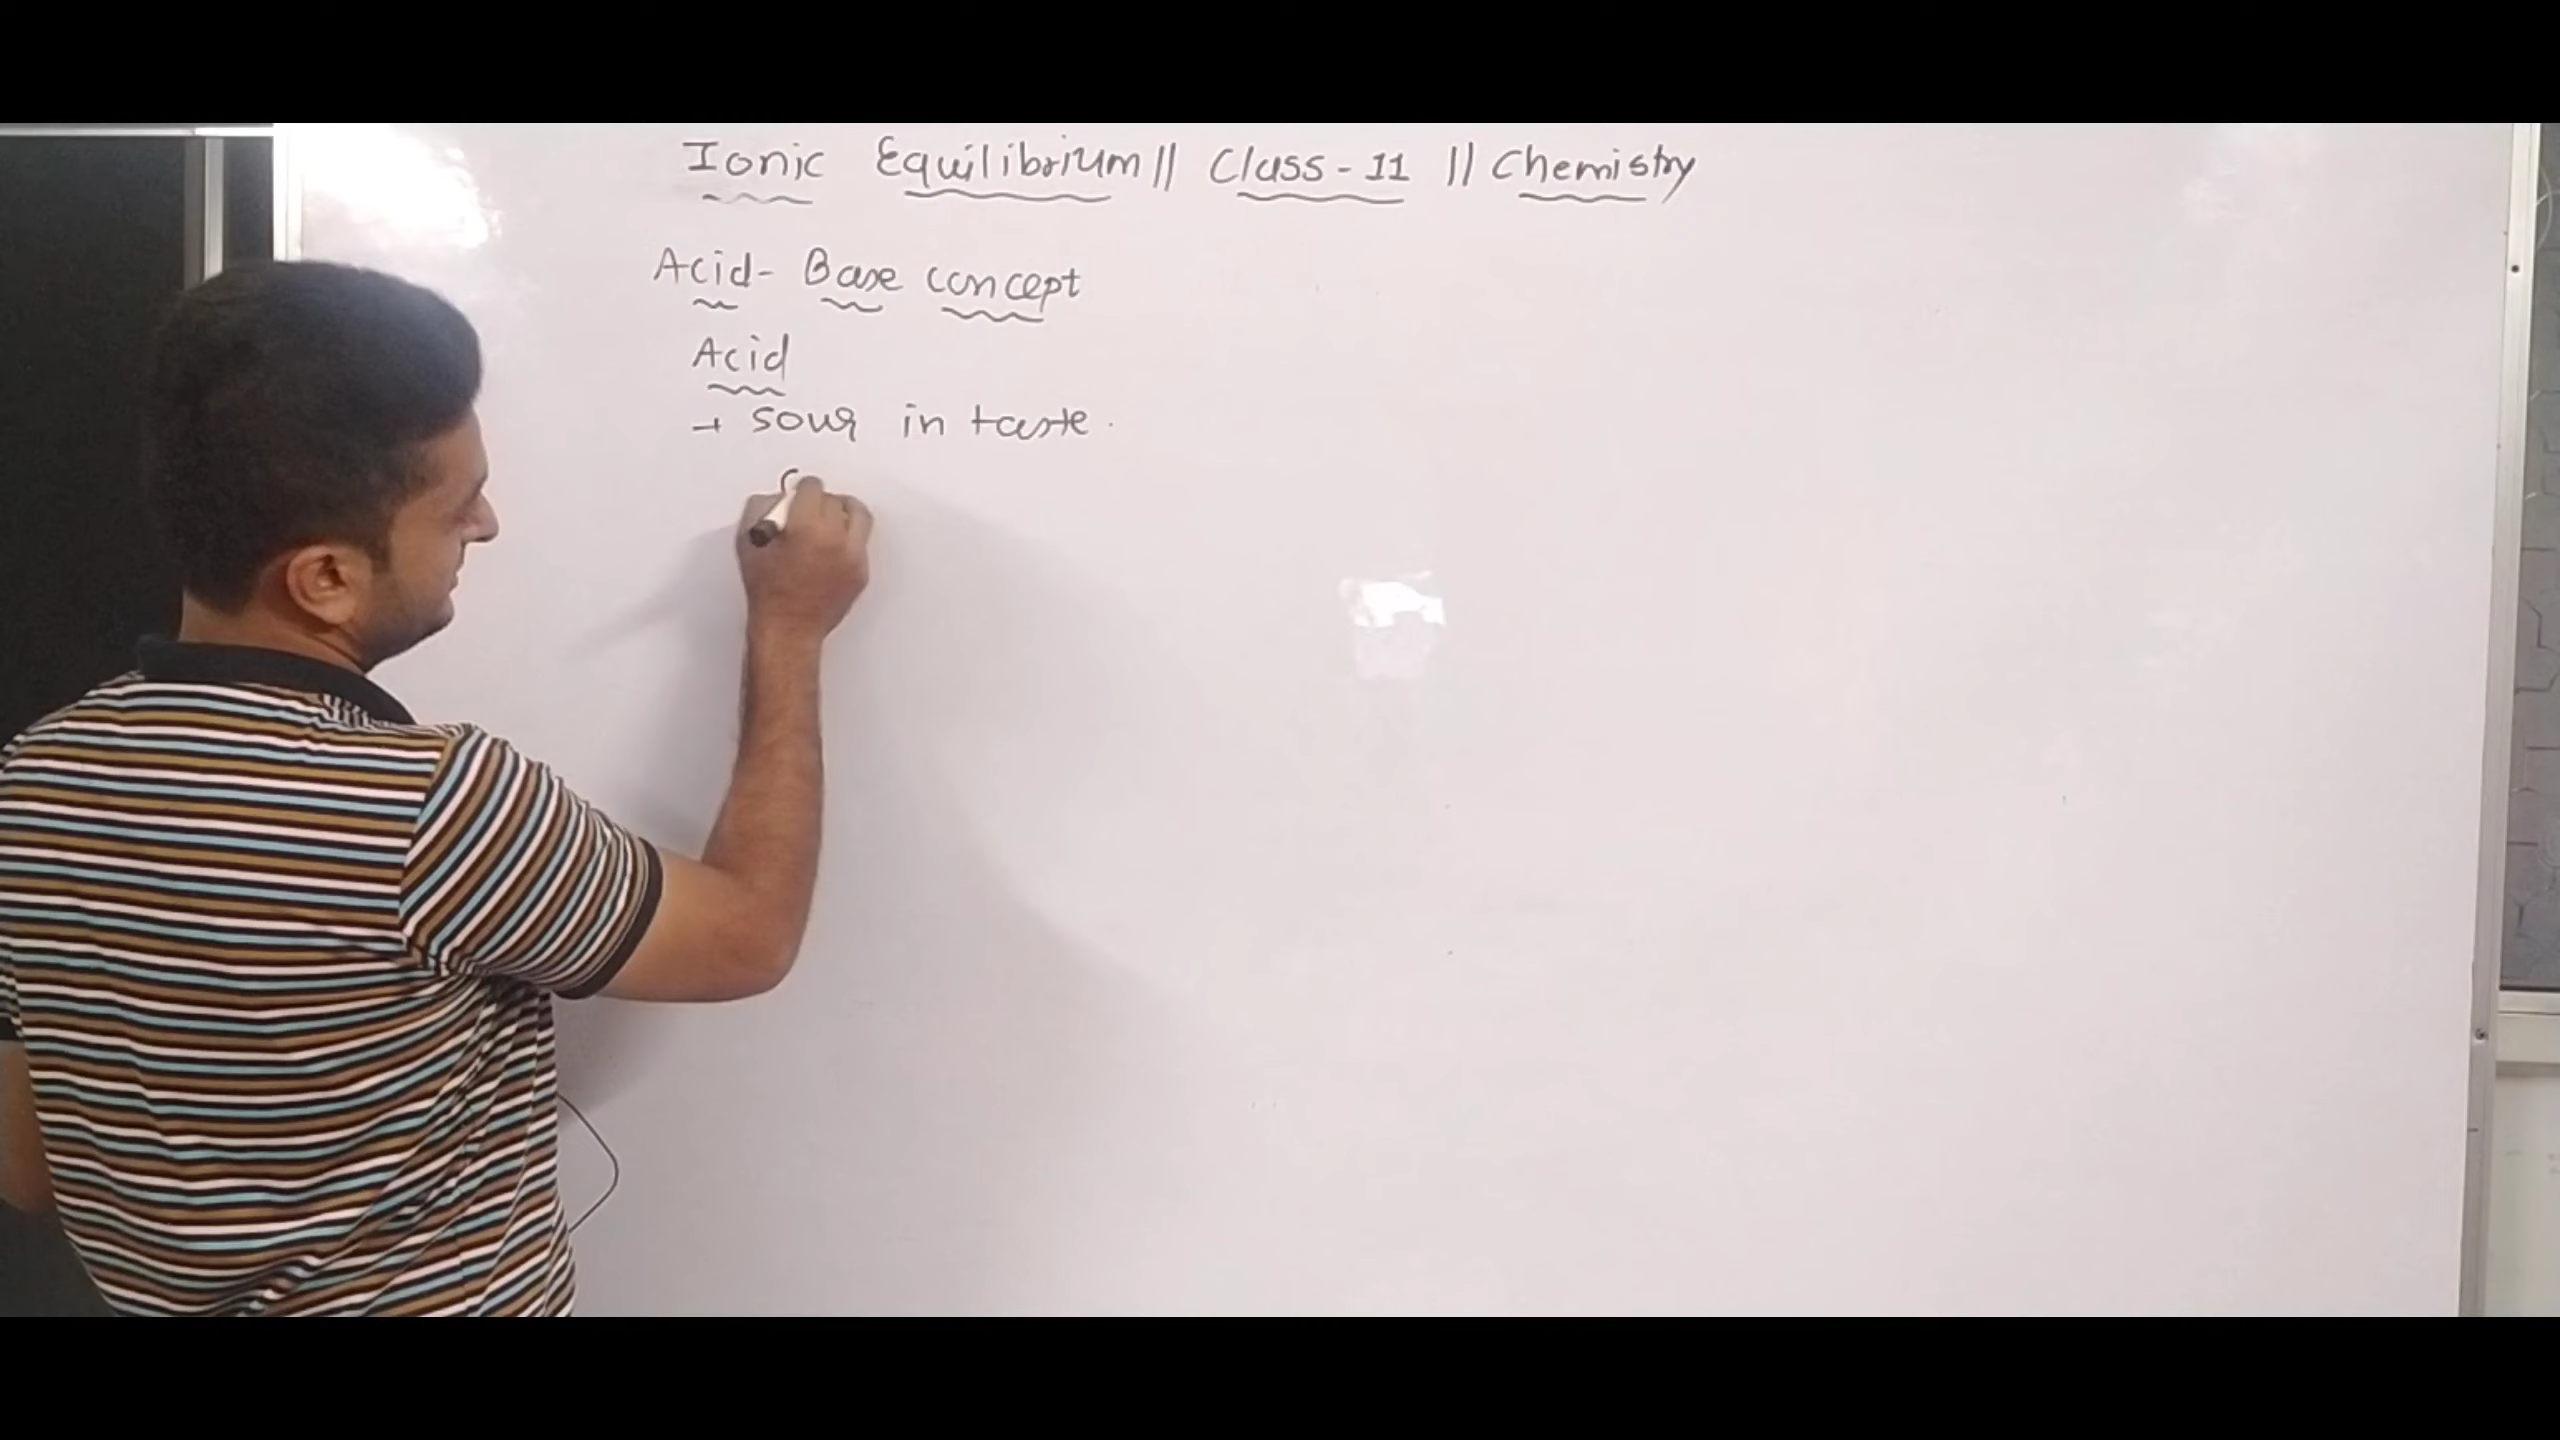 Ionic Equilibrium || Class - 11 || Chemistry
Acid - Base concept
Acid
→ Sour in taste.